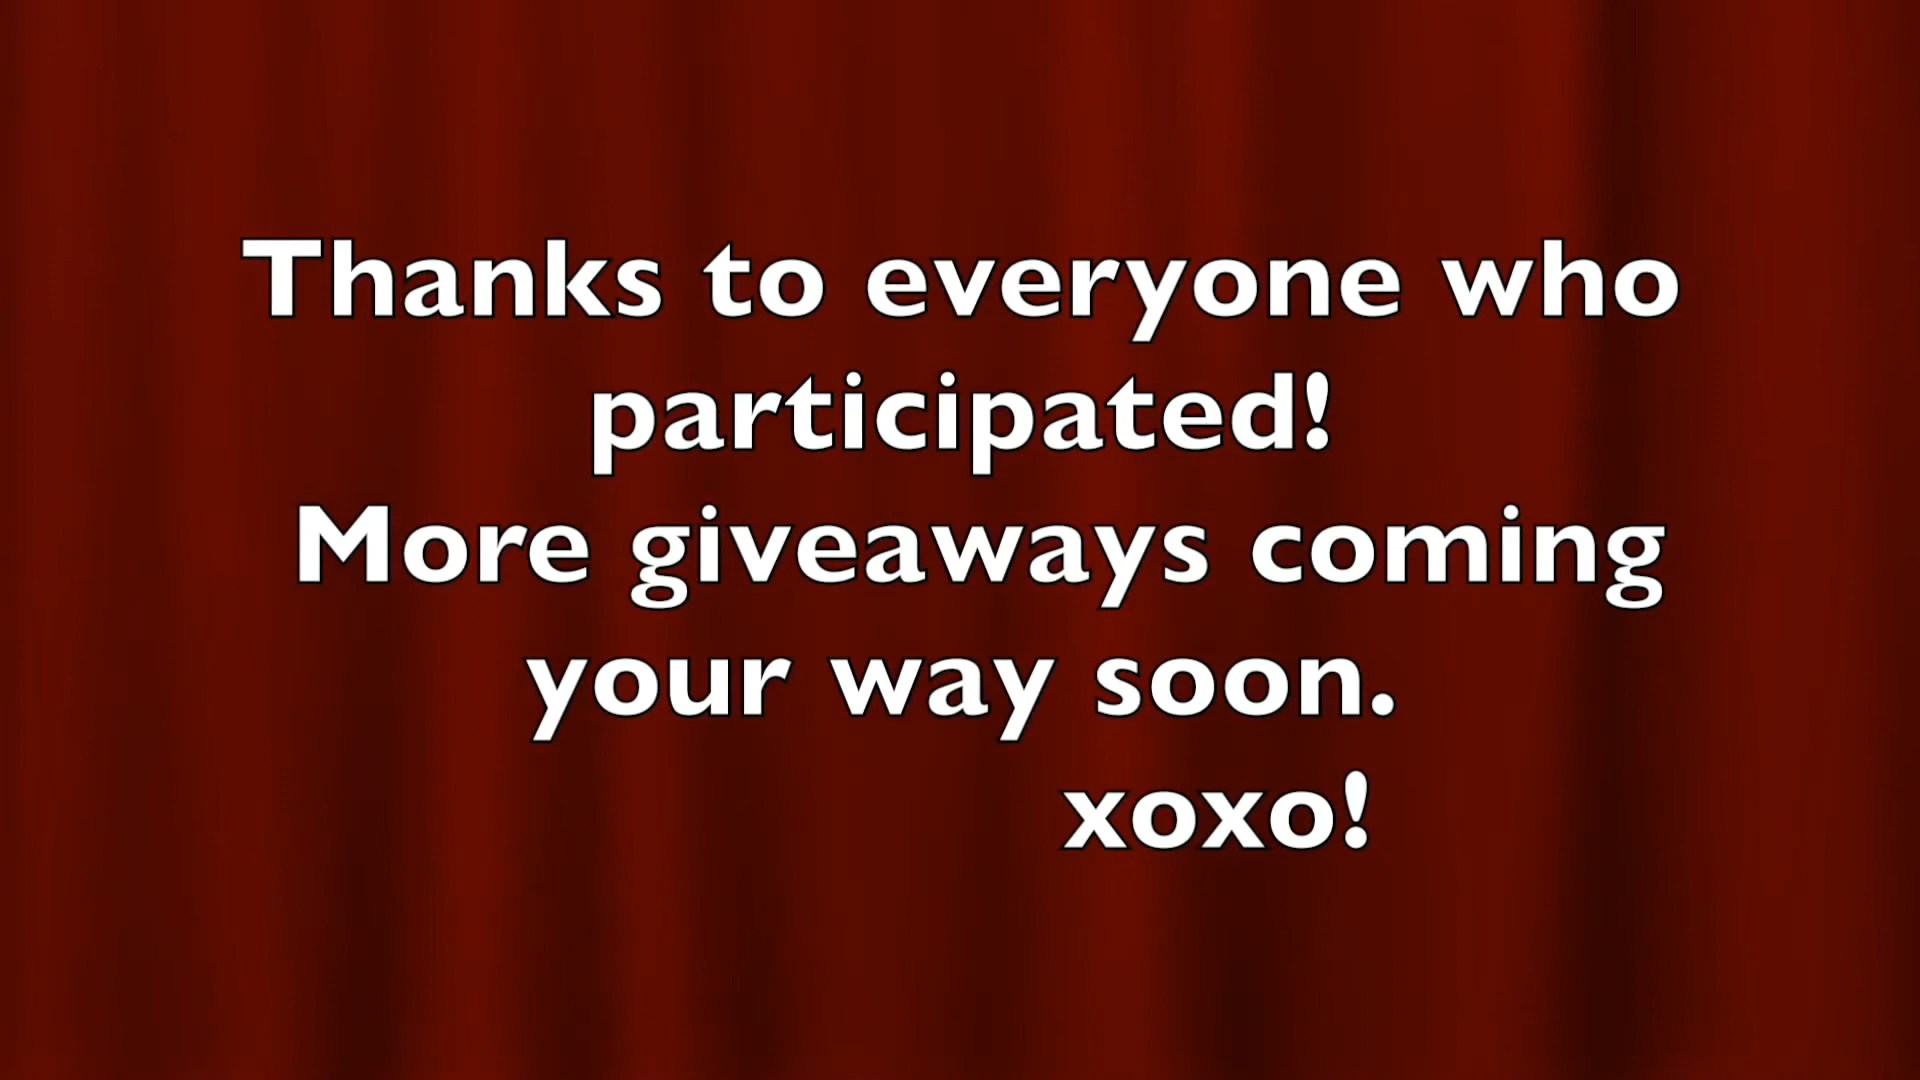 Thanks to everyone who
participated!
More giveaways coming
your way soon.
xoxo!